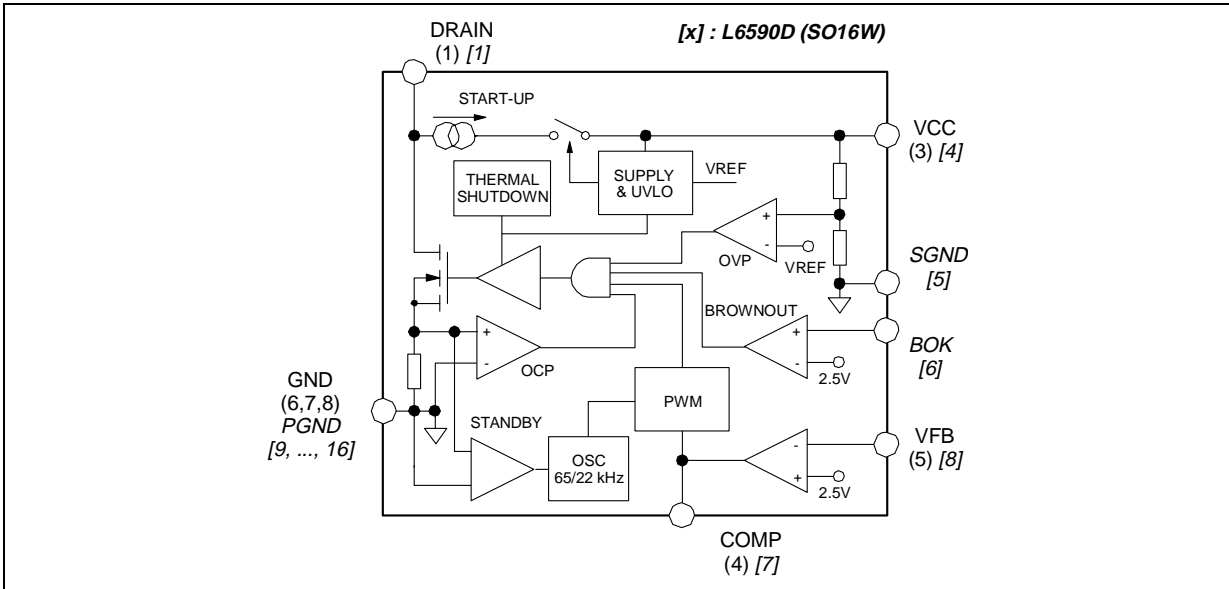 DRAIN
(1) [1]
[x] : L6590D (SO16W)
START-UP
VCC
(3) [4]
THERMAL
SHUTDOWN
SUPPLY
& UVLO
VREF
+
-
OVP
VREF
SGND
[5]
BROWNOUT
+
-
2.5V
BOK
[6]
+
-
OCP
GND
(6,7,8)
PGND
[9, ..., 16]
PWM
STANDBY
OSC
65/22 kHz
-
+
2.5V
VFB
(5) [8]
COMP
(4) [7]